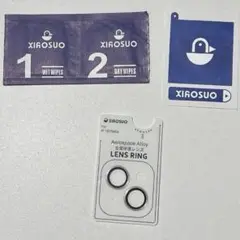 XIROSUO
XIROSUO
1
WET WIPES
2
DRY WIPES
XIROSUO
XIROSUO
Aerospace Alloy
LENS RING